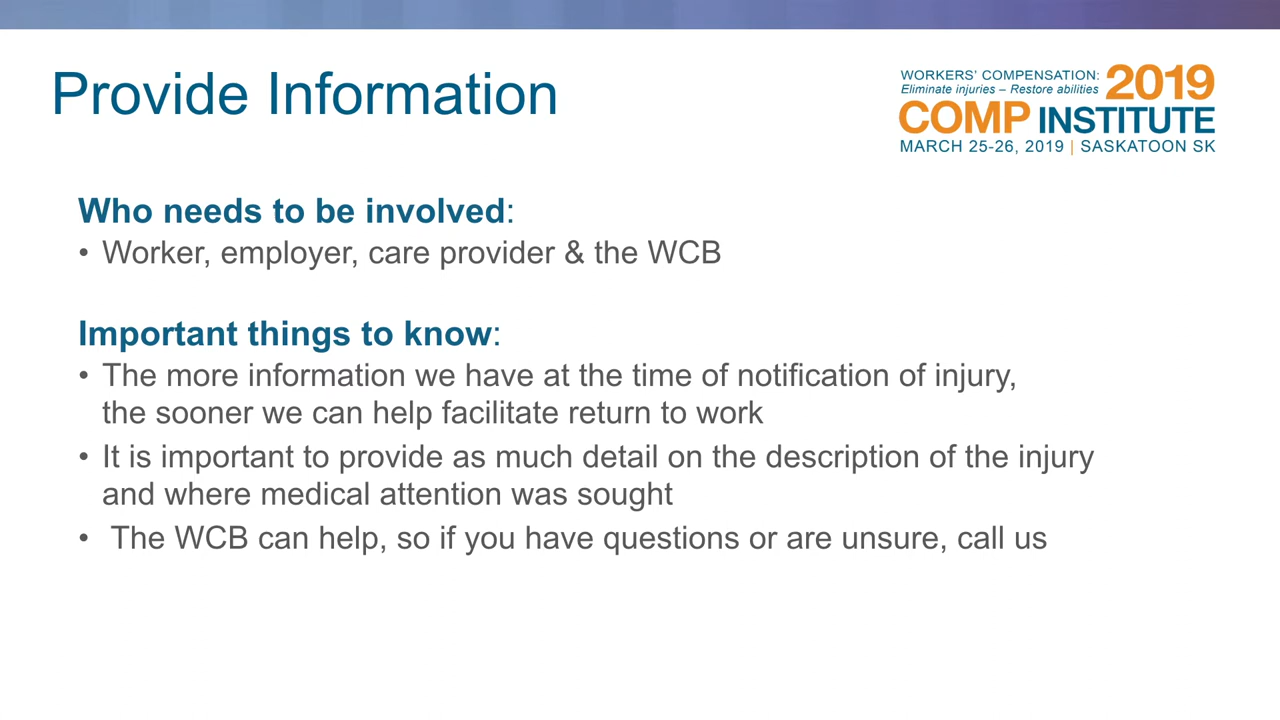 Provide Information
WORKERS' COMPENSATION: 2019
Eliminate injuries – Restore abilities
COMP INSTITUTE
MARCH 25-26, 2019 | SASKATOON SK
Who needs to be involved:
• Worker, employer, care provider & the WCB
Important things to know:
• The more information we have at the time of notification of injury,
the sooner we can help facilitate return to work
• It is important to provide as much detail on the description of the injury
and where medical attention was sought
• The WCB can help, so if you have questions or are unsure, call us